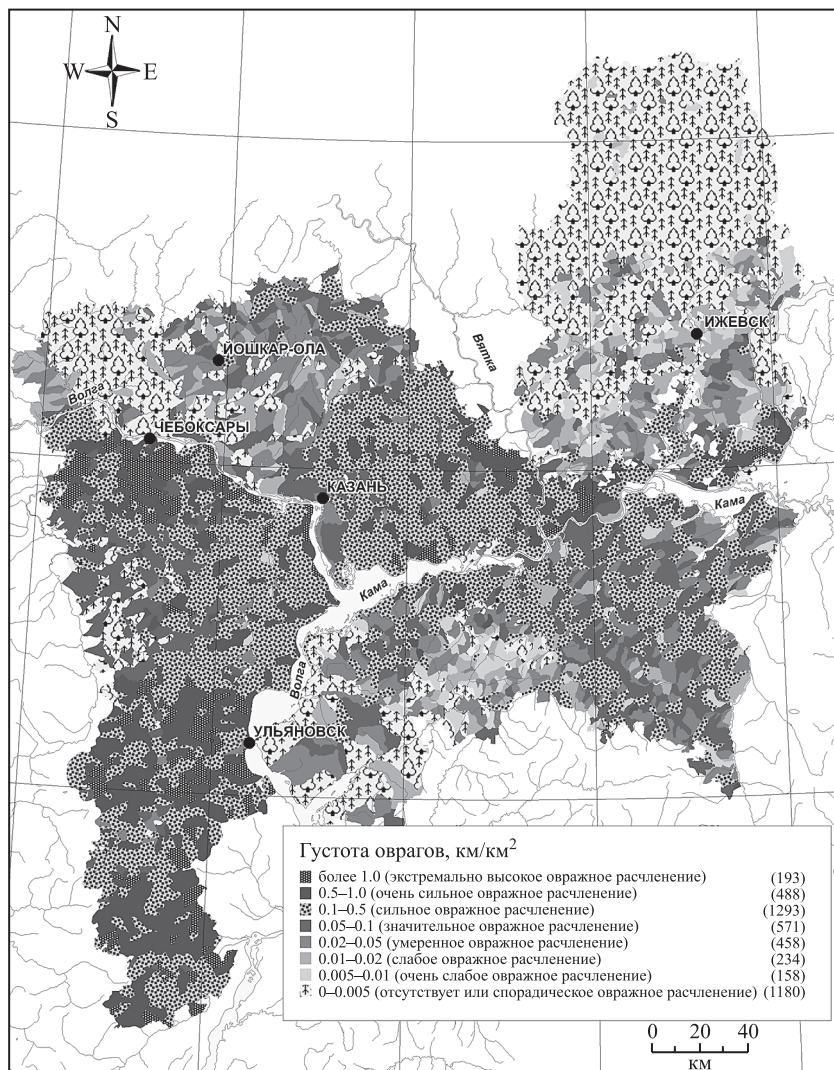 N
W E
S
Вятка
ИЖЕВСК
ЙОШКАР-ОЛА
Волга
ЧЕБОКСАРЫ
КАЗАНЬ
Кама
Кама
Волга
УЛЬЯНОВСК
Густота оврагов, км/км²
более 1.0 (экстремально высокое овражное расчленение) (193)
0.5–1.0 (очень сильное овражное расчленение) (488)
0.1–0.5 (сильное овражное расчленение) (1293)
0.05–0.1 (значительное овражное расчленение) (571)
0.02–0.05 (умеренное овражное расчленение) (458)
0.01–0.02 (слабое овражное расчленение) (234)
0.005–0.01 (очень слабое овражное расчленение) (158)
0–0.005 (отсутствует или спорадическое овражное расчленение) (1180)
0 20 40
км